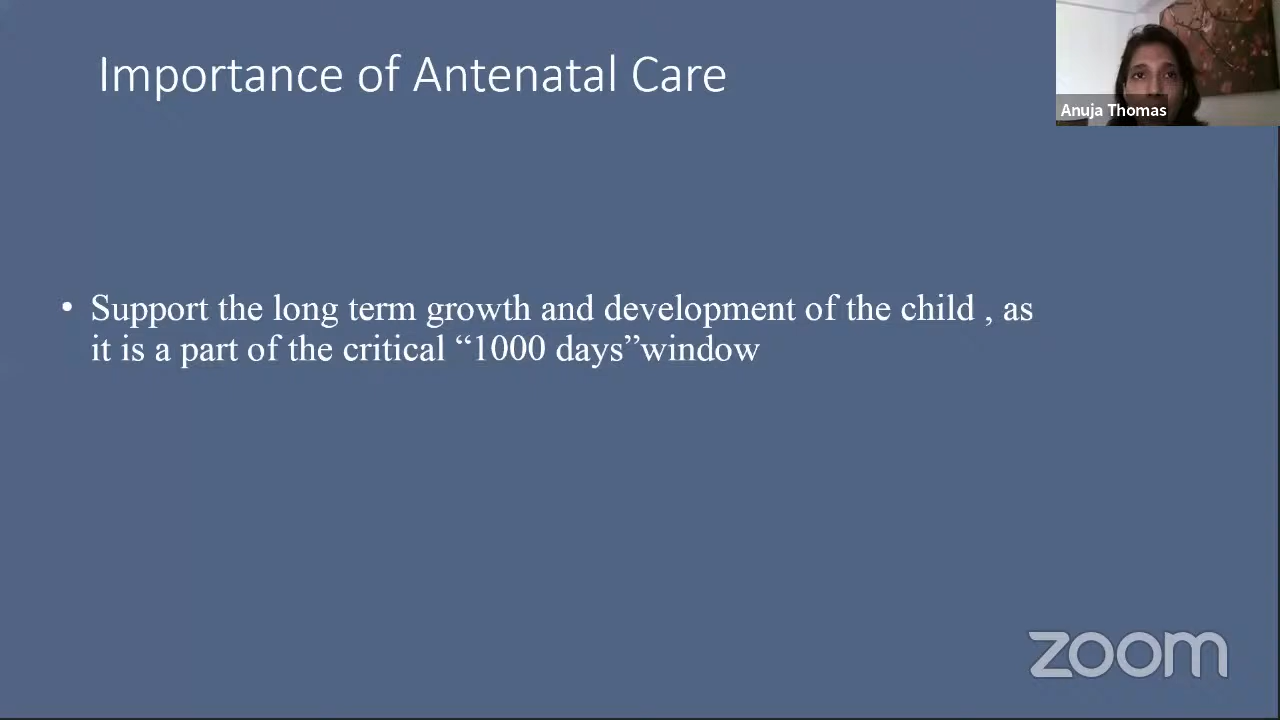 Importance of Antenatal Care
Anuja Thomas
• Support the long term growth and development of the child , as
it is a part of the critical “1000 days”window
zoom